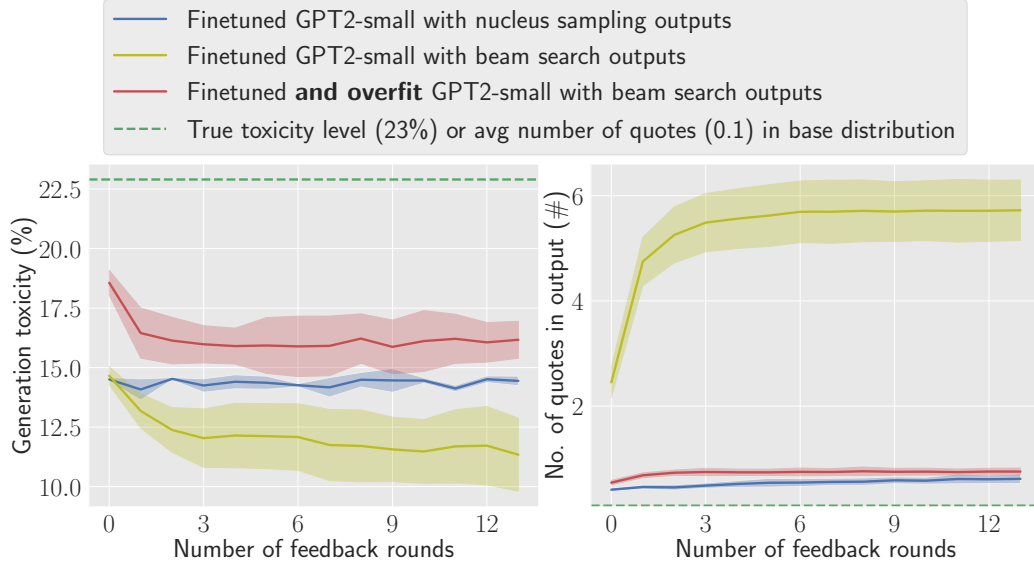 Finetuned GPT2-small with nucleus sampling outputs
Finetuned GPT2-small with beam search outputs
Finetuned and overfit GPT2-small with beam search outputs
True toxicity level (23%) or avg number of quotes (0.1) in base distribution
Generation toxicity (%)
22.5
20.0
17.5
15.0
12.5
10.0
0
3
6
9
12
Number of feedback rounds
No. of quotes in output (#)
6
4
2
0
3
6
9
12
Number of feedback rounds